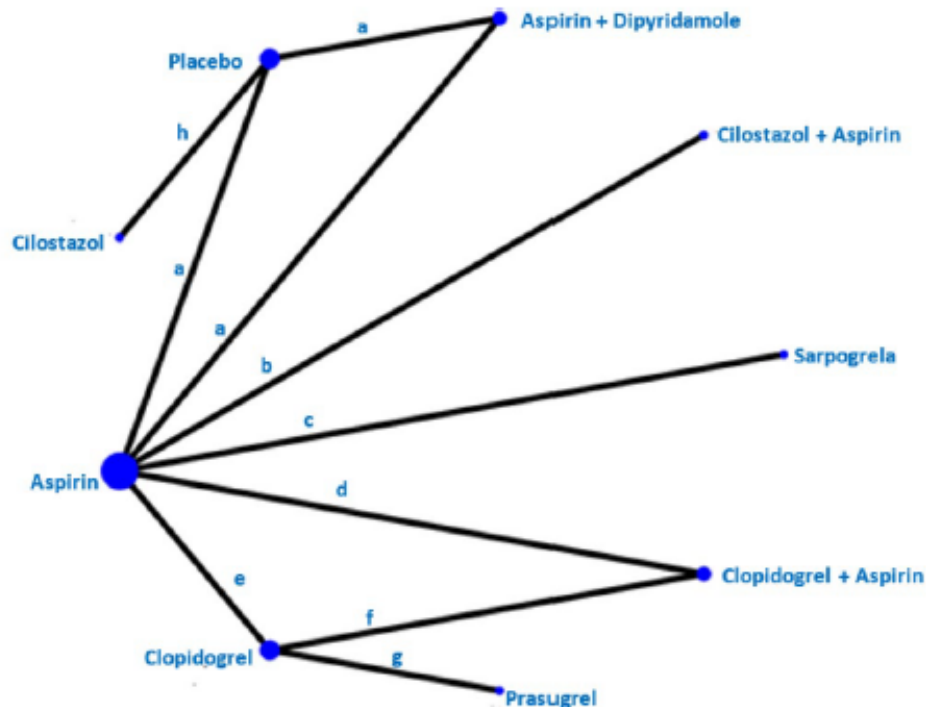 a
Aspirin + Dipyridamole
Placebo
h
Cilostazol + Aspirin
Cilostazol
a
a
b
Sarpogrela
c
Aspirin
d
e
Clopidogrel + Aspirin
f
Clopidogrel
g
Prasugrel